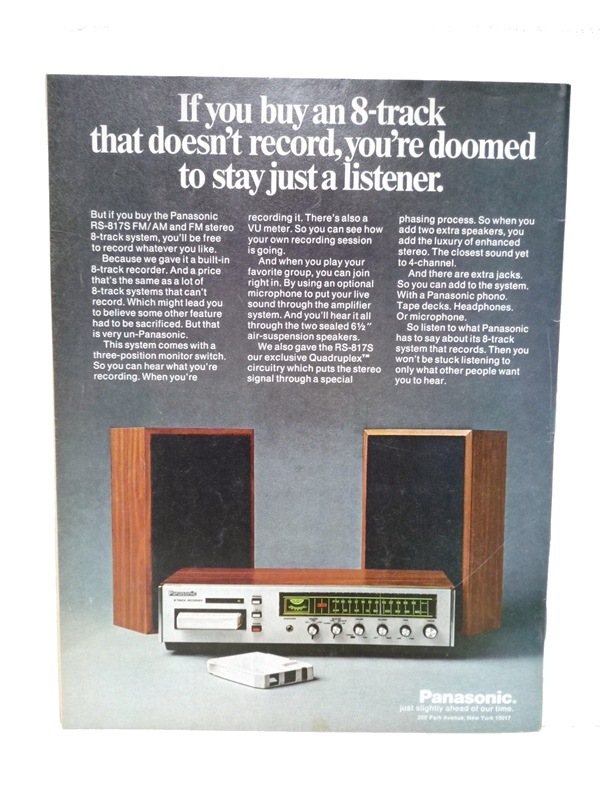 If you buy an 8-track
that doesn't record, you're doomed
to stay just a listener.
But if you buy the Panasonic
RS-817S FM/AM and FM stereo
8-track system, you'll be free
to record whatever you like.
Because we gave it a built-in
8-track recorder. And a price
that's the same as a lot of
8-track systems that can't
record. Which might lead you
to believe some other feature
had to be sacrificed. But that
is very un-Panasonic.
This system comes with a
three-position monitor switch.
So you can hear what you're
recording. When you're
recording it. There's also a
VU meter. So you can see how
your own recording session
is going.
And when you play your
favorite group, you can join
right in. By using an optional
microphone to put your live
sound through the amplifier
system. And you'll hear it all
through the two sealed 6½"
air-suspension speakers.
We also gave the RS-817S
our exclusive Quadruplex™
circuitry which puts the stereo
signal through a special
phasing process. So when you
add two extra speakers, you
add the luxury of enhanced
stereo. The closest sound yet
to 4-channel.
And there are extra jacks.
So you can add to the system.
With a Panasonic phono.
Tape decks. Headphones.
Or microphone.
So listen to what Panasonic
has to say about its 8-track
system that records. Then you
won't be stuck listening to
only what other people want
you to hear.
Panasonic
8-TRACK RECORDER
Panasonic.
just slightly ahead of our time.
200 Park Avenue, New York 10017